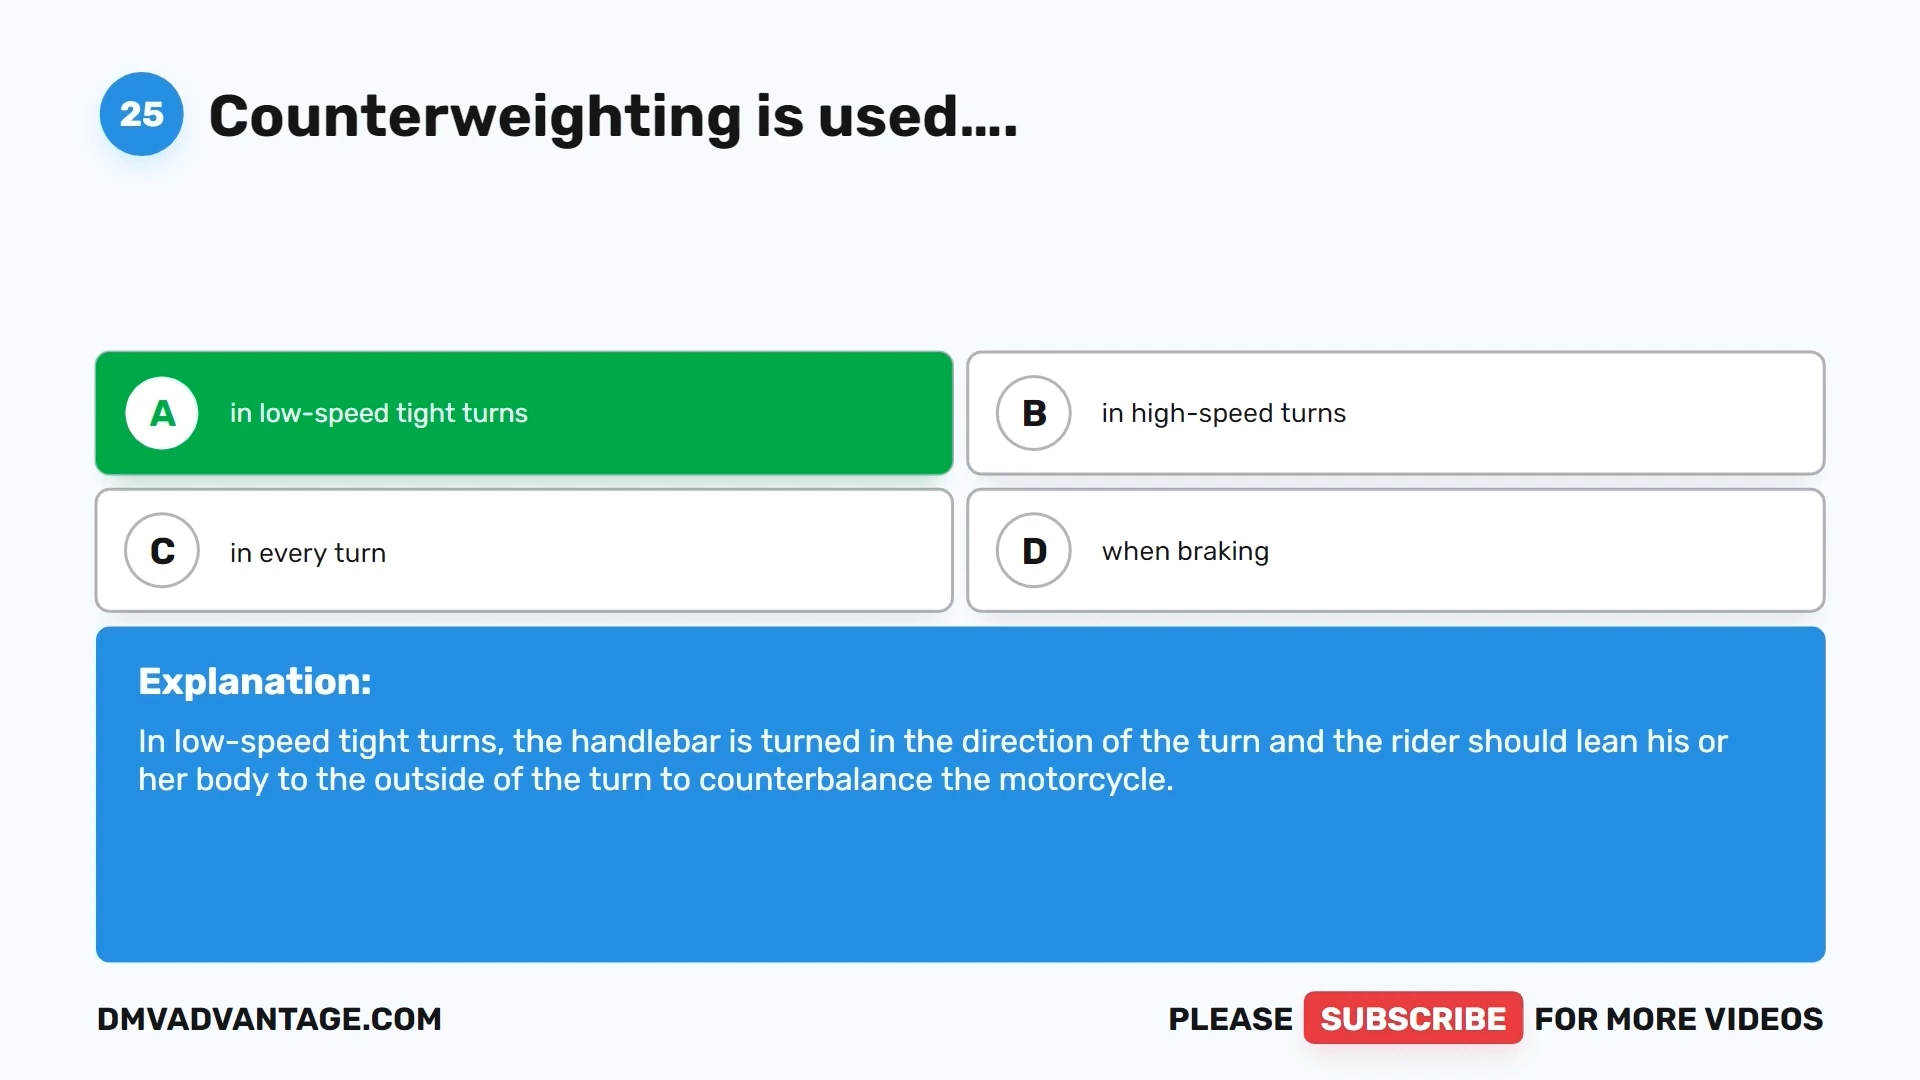 25 Counterweighting is used....
A in low-speed tight turns
B in high-speed turns
C in every turn
D when braking
Explanation:
In low-speed tight turns, the handlebar is turned in the direction of the turn and the rider should lean his or
her body to the outside of the turn to counterbalance the motorcycle.
DMVADVANTAGE.COM
PLEASE SUBSCRIBE FOR MORE VIDEOS